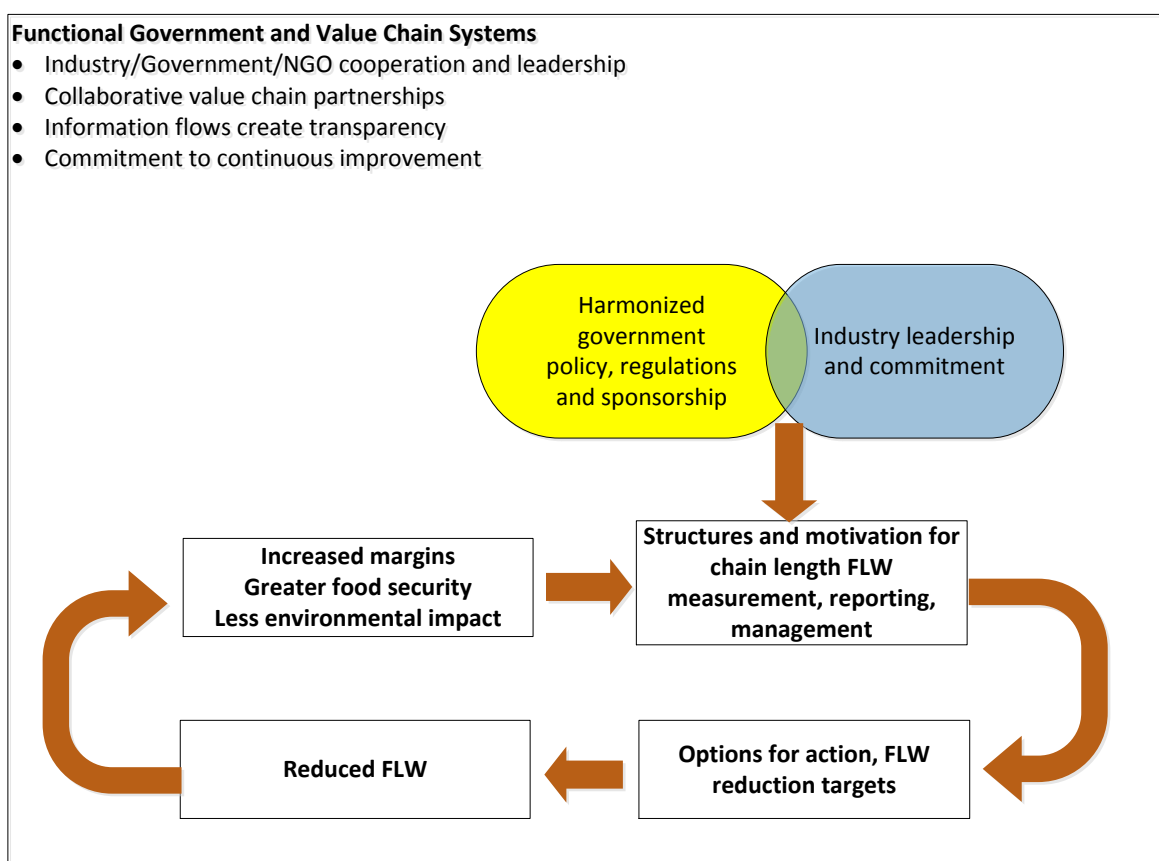 Functional Government and Value Chain Systems
• Industry/Government/NGO cooperation and leadership
• Collaborative value chain partnerships
• Information flows create transparency
• Commitment to continuous improvement
Harmonized
government
policy, regulations
and sponsorship
Industry leadership
and commitment
Increased margins
Greater food security
Less environmental impact
Structures and motivation for
chain length FLW
measurement, reporting,
management
Reduced FLW
Options for action, FLW
reduction targets